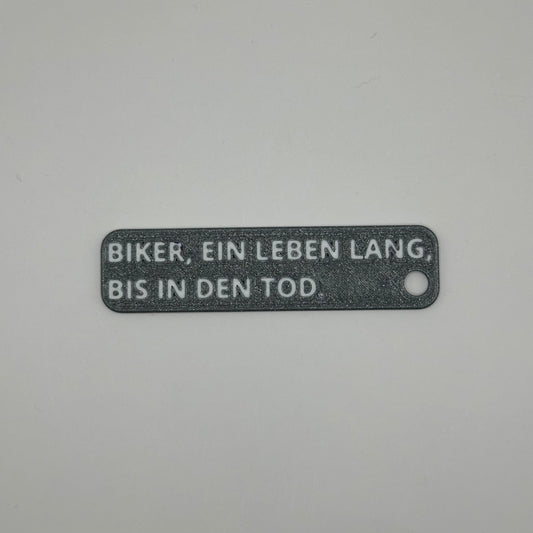 BIKER, EIN LEBEN LANG,
BIS IN DEN TOD.